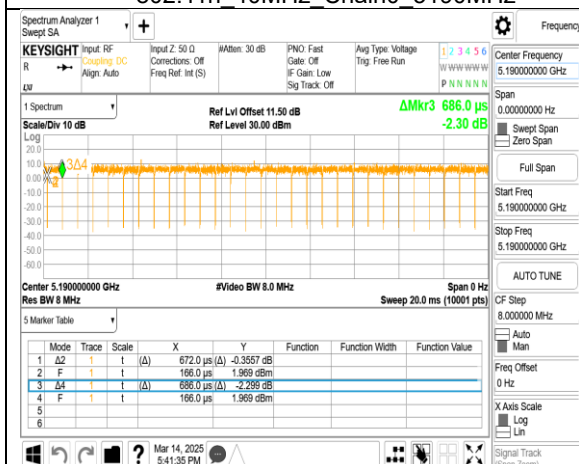 802.11n_40MHz_Chain0_5190MHz
Spectrum Analyzer 1
Swept SA
Frequency
KEYSIGHT
Input: RF
Coupling: DC
Align: Auto
Input Z: 50 Ω
Corrections: Off
Freq Ref: Int (S)
#Atten: 30 dB
PNO: Fast
Gate: Off
IF Gain: Low
Sig Track: Off
Avg Type: Voltage
Trig: Free Run
1 2 3 4 5 6
W W W W W W
P N N N N N
R
LXI
1 Spectrum
Scale/Div 10 dB
Ref Lvl Offset 11.50 dB
Ref Level 30.00 dBm
ΔMkr3 686.0 µs
-2.30 dB
Log
20.0
10.0
0.00
-10.0
-20.0
-30.0
-40.0
-50.0
-60.0
3Δ4
Center 5.190000000 GHz
Res BW 8 MHz
#Video BW 8.0 MHz
Span 0 Hz
Sweep 20.0 ms (10001 pts)
5 Marker Table
Mode Trace Scale X Y Function Function Width Function Value
1 Δ2 1 t (Δ) 672.0 µs (Δ) -0.3557 dB
2 F 1 t 166.0 µs 1.969 dBm
3 Δ4 1 t (Δ) 686.0 µs (Δ) -2.299 dB
4 F 1 t 166.0 µs 1.969 dBm
5
6
Mar 14, 2025
5:41:35 PM
Center Frequency
5.190000000 GHz
Span
0.00000000 Hz
Swept Span
Zero Span
Full Span
Start Freq
5.190000000 GHz
Stop Freq
5.190000000 GHz
AUTO TUNE
CF Step
8.000000 MHz
Auto
Man
Freq Offset
0 Hz
X Axis Scale
Log
Lin
Signal Track
(Span Zoom)